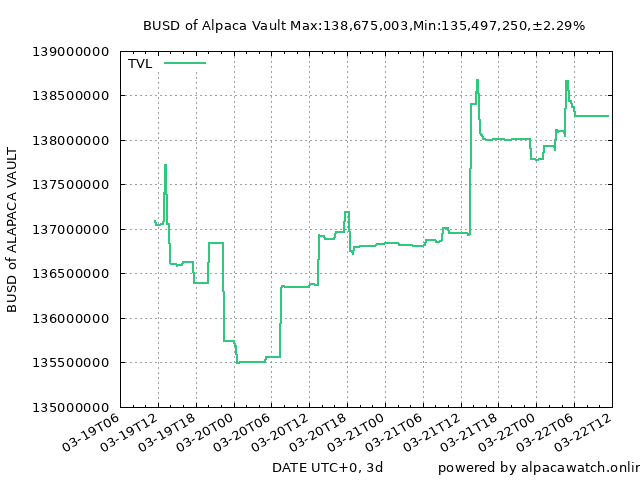 BUSD of Alpaca Vault Max:138,675,003,Min:135,497,250,±2.29%
TVL
BUSD of ALAPACA VAULT
139000000
138500000
138000000
137500000
137000000
136500000
136000000
135500000
135000000
03-19T06
03-19T12
03-19T18
03-20T00
03-20T06
03-20T12
03-20T18
03-21T00
03-21T06
03-21T12
03-21T18
03-22T00
03-22T06
03-22T12
DATE UTC+0, 3d
powered by alpacawatch.onlin